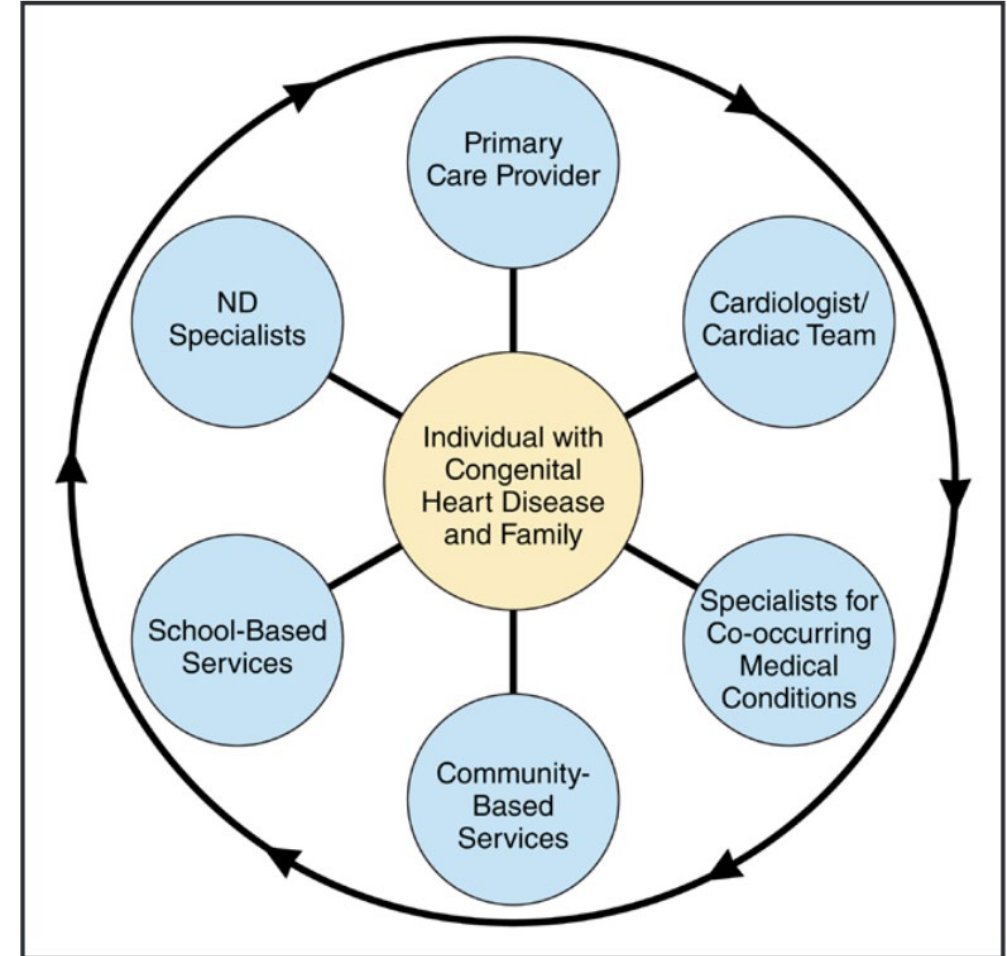 Primary
Care Provider
ND
Specialists
Cardiologist/
Cardiac Team
Individual with
Congenital
Heart Disease
and Family
School-Based
Services
Specialists for
Co-occurring
Medical
Conditions
Community-
Based
Services